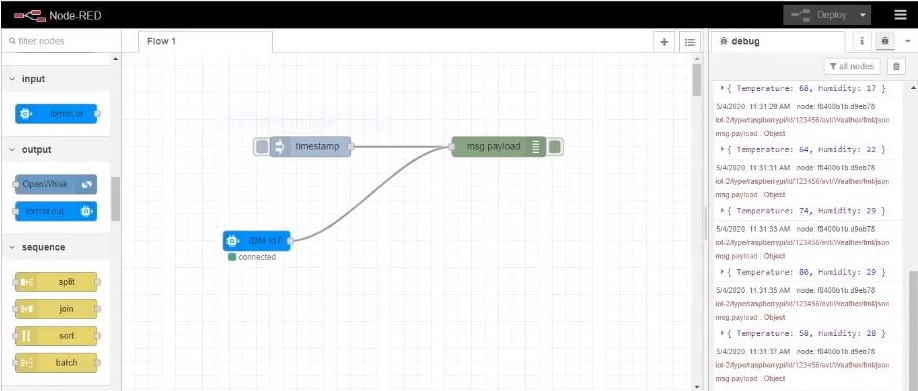 Node-RED
Deploy
filter nodes
Flow 1
debug
i
all nodes
input
ibmiot in
output
OpenWhisk
ibmiot out
sequence
split
join
sort
batch
timestamp
msg.payload
IBM IoT
connected
{ Temperature: 68, Humidity: 17 }
5/4/2020, 11:31:29 AM node: f8400b1b.d9eb78
iot-2/type/raspberrypi/id/123456/evt/Weather/fmt/json :
msg.payload : Object
{ Temperature: 64, Humidity: 22 }
5/4/2020, 11:31:31 AM node: f8400b1b.d9eb78
iot-2/type/raspberrypi/id/123456/evt/Weather/fmt/json :
msg.payload : Object
{ Temperature: 74, Humidity: 29 }
5/4/2020, 11:31:33 AM node: f8400b1b.d9eb78
iot-2/type/raspberrypi/id/123456/evt/Weather/fmt/json :
msg.payload : Object
{ Temperature: 80, Humidity: 29 }
5/4/2020, 11:31:35 AM node: f8400b1b.d9eb78
iot-2/type/raspberrypi/id/123456/evt/Weather/fmt/json :
msg.payload : Object
{ Temperature: 58, Humidity: 28 }
5/4/2020, 11:31:37 AM node: f8400b1b.d9eb78
iot-2/type/raspberrypi/id/123456/evt/Weather/fmt/json :
msg.payload : Object